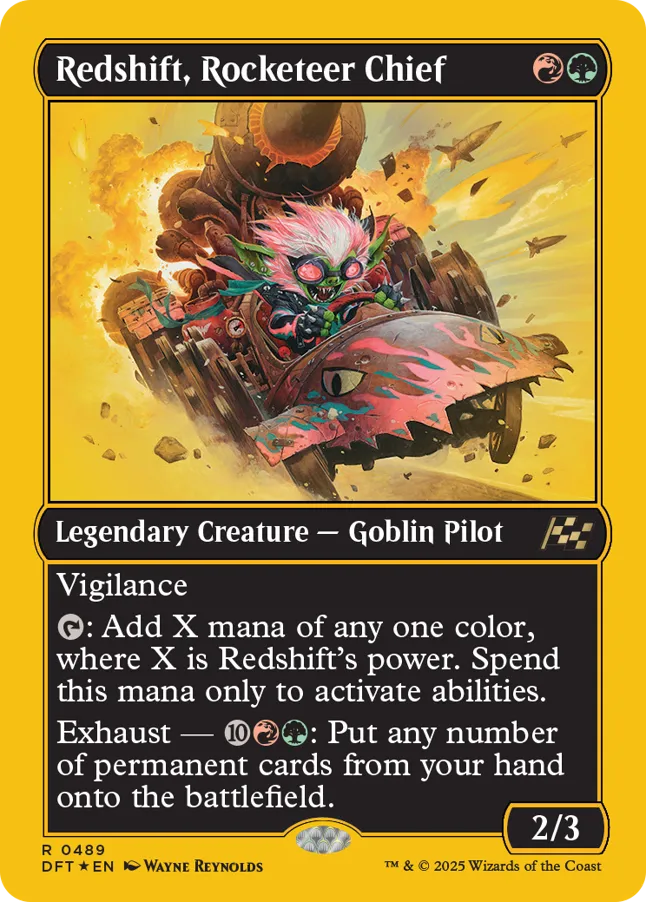 Redshift, Rocketeer Chief
Legendary Creature — Goblin Pilot
Vigilance
: Add X mana of any one color,
where X is Redshift's power. Spend
this mana only to activate abilities.
Exhaust — 10: Put any number
of permanent cards from your hand
onto the battlefield.
2/3
R 0489
DFT★EN Wayne Reynolds
™ & © 2025 Wizards of the Coast